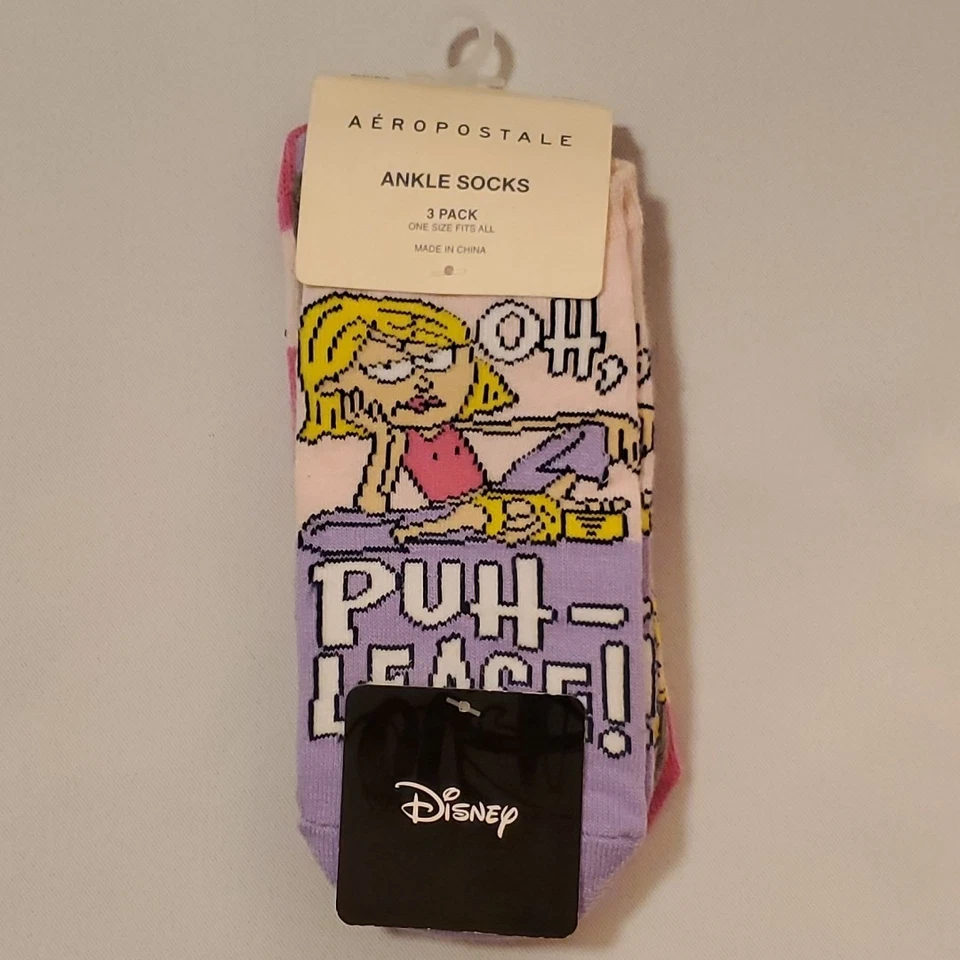 AÉROPOSTALE
ANKLE SOCKS
3 PACK
ONE SIZE FITS ALL
MADE IN CHINA
OH,
PUH-
LEASE!
Disney